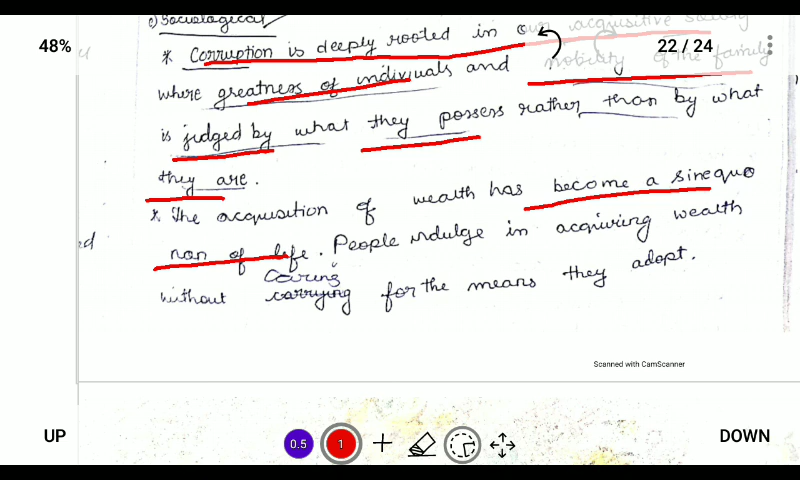 c) Sociological
48%
22 / 24
* Corruption is deeply rooted in our acquisitive society
where greatness of indiviuals and nobility of the family
is judged by what they possess rather than by what
they are.
* The acquisition of wealth has become a sinequo
non of life. People indulge in acquiring wealth
caring
without carrying for the means they adopt.
ed
Scanned with CamScanner
UP
DOWN
0.5
1